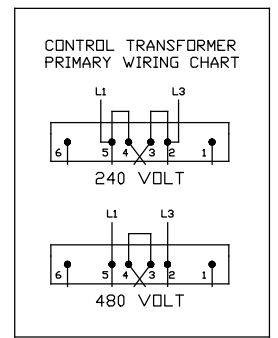 CONTROL TRANSFORMER
PRIMARY WIRING CHART
L1 L3
6 5 4 3 2 1
240 VOLT
L1 L3
6 5 4 3 2 1
480 VOLT